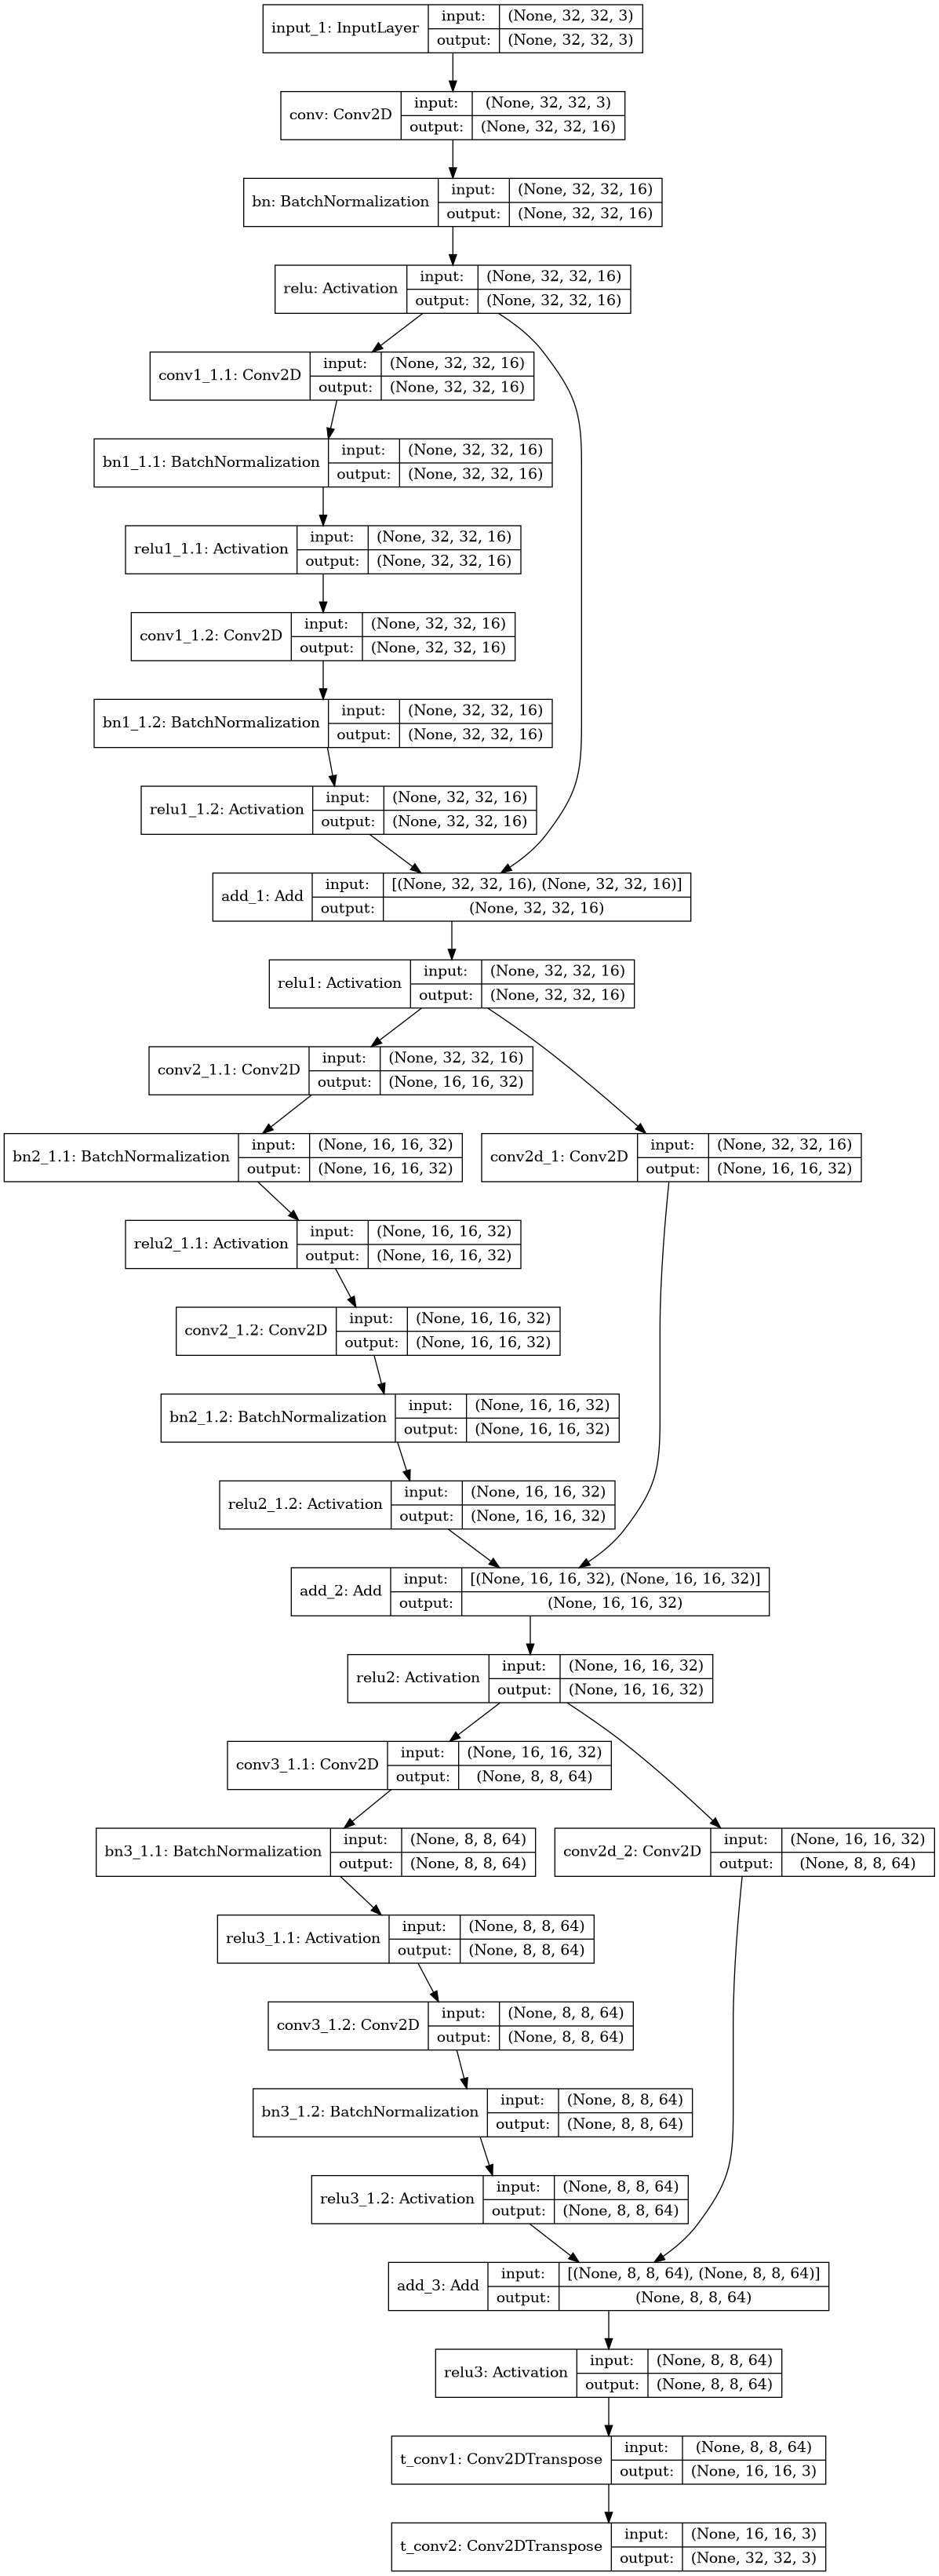 input_1: InputLayer
input: (None, 32, 32, 3)
output: (None, 32, 32, 3)
conv: Conv2D
input: (None, 32, 32, 3)
output: (None, 32, 32, 16)
bn: BatchNormalization
input: (None, 32, 32, 16)
output: (None, 32, 32, 16)
relu: Activation
input: (None, 32, 32, 16)
output: (None, 32, 32, 16)
conv1_1.1: Conv2D
input: (None, 32, 32, 16)
output: (None, 32, 32, 16)
bn1_1.1: BatchNormalization
input: (None, 32, 32, 16)
output: (None, 32, 32, 16)
relu1_1.1: Activation
input: (None, 32, 32, 16)
output: (None, 32, 32, 16)
conv1_1.2: Conv2D
input: (None, 32, 32, 16)
output: (None, 32, 32, 16)
bn1_1.2: BatchNormalization
input: (None, 32, 32, 16)
output: (None, 32, 32, 16)
relu1_1.2: Activation
input: (None, 32, 32, 16)
output: (None, 32, 32, 16)
add_1: Add
input: [(None, 32, 32, 16), (None, 32, 32, 16)]
output: (None, 32, 32, 16)
relu1: Activation
input: (None, 32, 32, 16)
output: (None, 32, 32, 16)
conv2_1.1: Conv2D
input: (None, 32, 32, 16)
output: (None, 16, 16, 32)
bn2_1.1: BatchNormalization
input: (None, 16, 16, 32)
output: (None, 16, 16, 32)
conv2d_1: Conv2D
input: (None, 32, 32, 16)
output: (None, 16, 16, 32)
relu2_1.1: Activation
input: (None, 16, 16, 32)
output: (None, 16, 16, 32)
conv2_1.2: Conv2D
input: (None, 16, 16, 32)
output: (None, 16, 16, 32)
bn2_1.2: BatchNormalization
input: (None, 16, 16, 32)
output: (None, 16, 16, 32)
relu2_1.2: Activation
input: (None, 16, 16, 32)
output: (None, 16, 16, 32)
add_2: Add
input: [(None, 16, 16, 32), (None, 16, 16, 32)]
output: (None, 16, 16, 32)
relu2: Activation
input: (None, 16, 16, 32)
output: (None, 16, 16, 32)
conv3_1.1: Conv2D
input: (None, 16, 16, 32)
output: (None, 8, 8, 64)
bn3_1.1: BatchNormalization
input: (None, 8, 8, 64)
output: (None, 8, 8, 64)
conv2d_2: Conv2D
input: (None, 16, 16, 32)
output: (None, 8, 8, 64)
relu3_1.1: Activation
input: (None, 8, 8, 64)
output: (None, 8, 8, 64)
conv3_1.2: Conv2D
input: (None, 8, 8, 64)
output: (None, 8, 8, 64)
bn3_1.2: BatchNormalization
input: (None, 8, 8, 64)
output: (None, 8, 8, 64)
relu3_1.2: Activation
input: (None, 8, 8, 64)
output: (None, 8, 8, 64)
add_3: Add
input: [(None, 8, 8, 64), (None, 8, 8, 64)]
output: (None, 8, 8, 64)
relu3: Activation
input: (None, 8, 8, 64)
output: (None, 8, 8, 64)
t_conv1: Conv2DTranspose
input: (None, 8, 8, 64)
output: (None, 16, 16, 3)
t_conv2: Conv2DTranspose
input: (None, 16, 16, 3)
output: (None, 32, 32, 3)